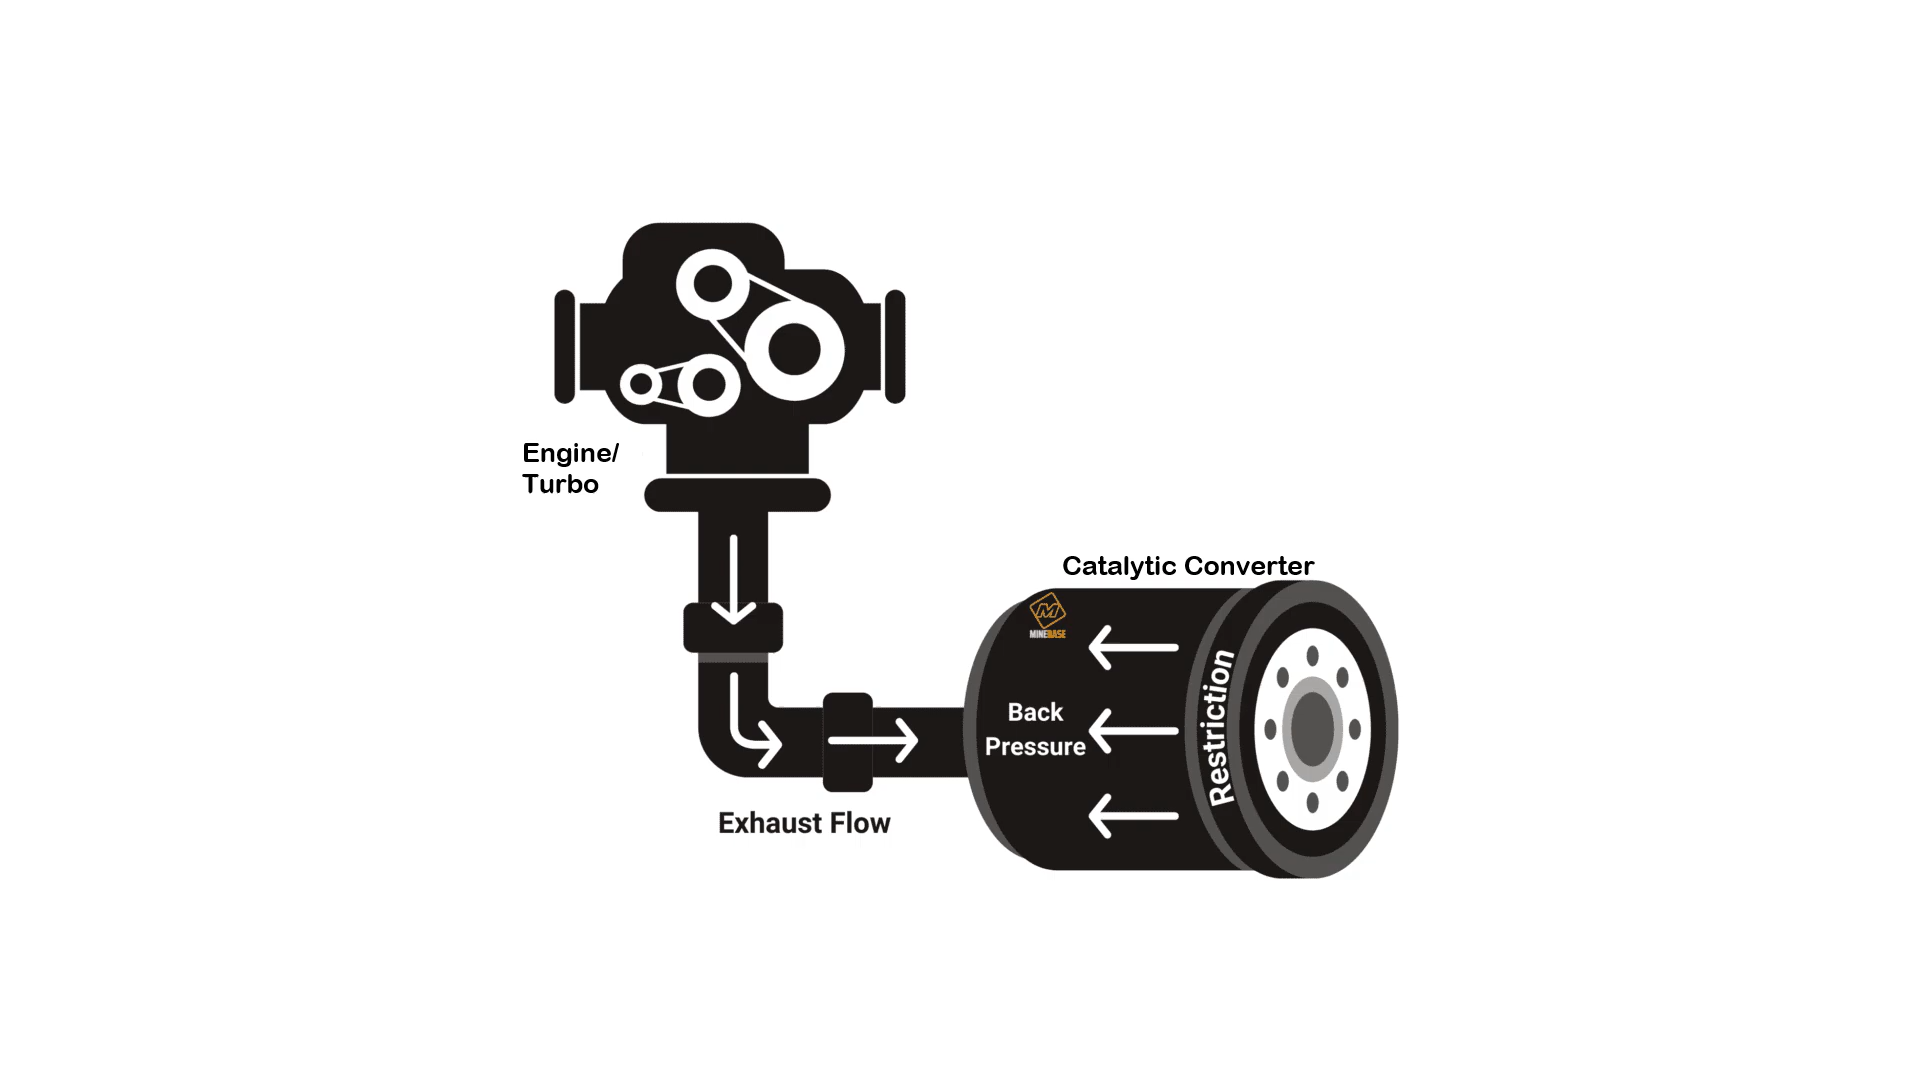 Engine/
Turbo
Catalytic Converter
M
MINEBASE
Back
Pressure
Restriction
Exhaust Flow